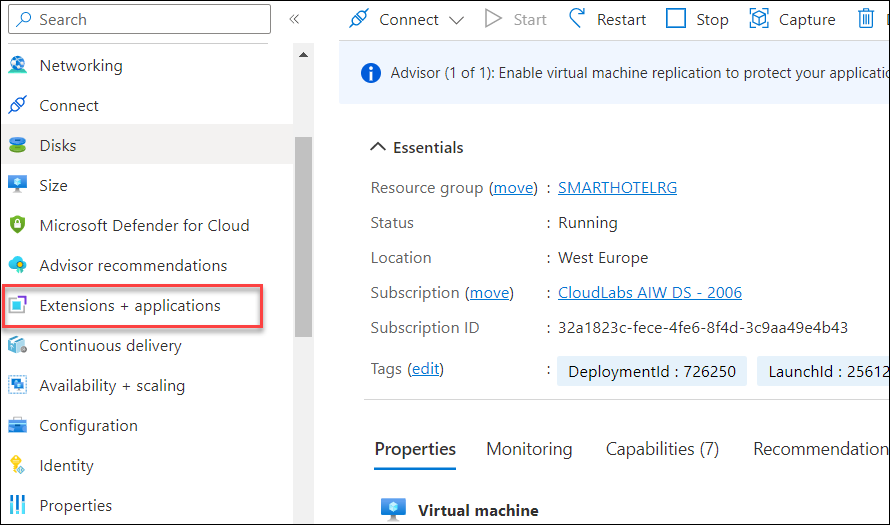 Search
Networking
Connect
Disks
Size
Microsoft Defender for Cloud
Advisor recommendations
Extensions + applications
Continuous delivery
Availability + scaling
Configuration
Identity
Properties
Connect Start Restart Stop Capture
Advisor (1 of 1): Enable virtual machine replication to protect your applicatio
Essentials
Resource group (move) : SMARTHOTELRG
Status : Running
Location : West Europe
Subscription (move) : CloudLabs AIW DS - 2006
Subscription ID : 32a1823c-fece-4fe6-8f4d-3c9aa49e4b43
Tags (edit) : DeploymentId : 726250 LaunchId : 25612
Properties Monitoring Capabilities (7) Recommendation
Virtual machine